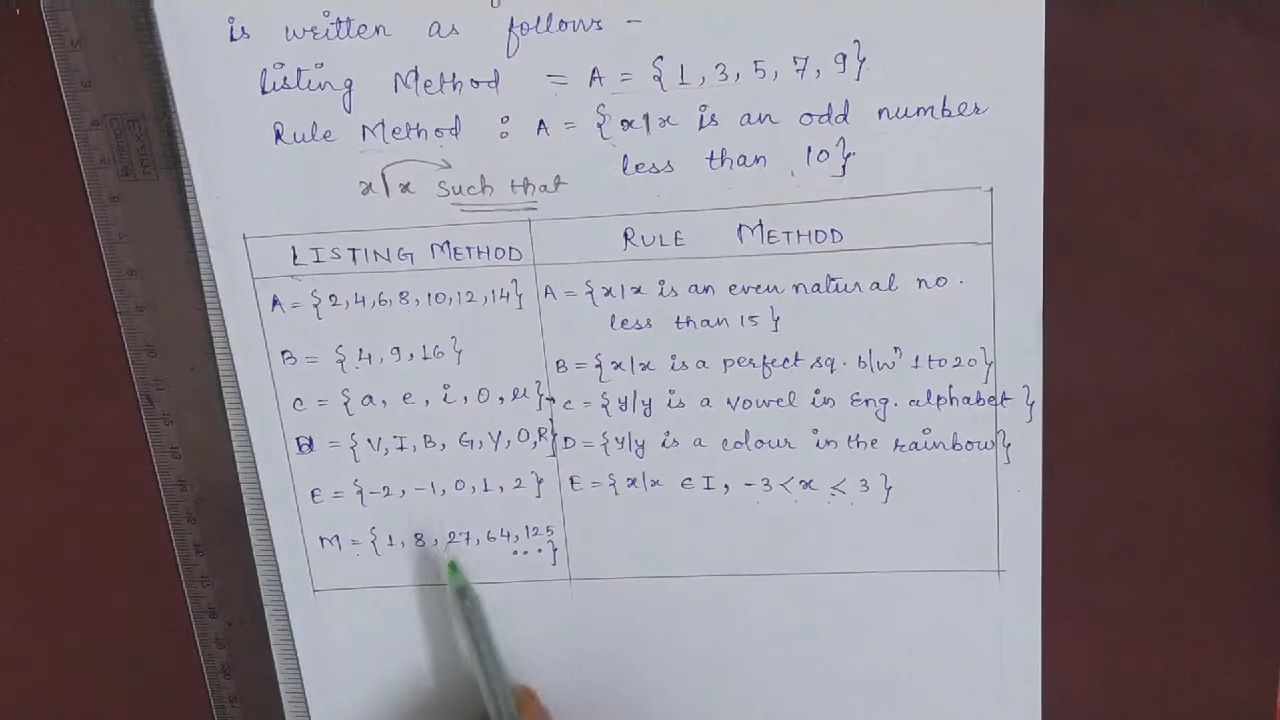 is written as follows -
Listing Method = A = {1, 3, 5, 7, 9}
Rule Method : A = {x/x is an odd number
less than 10}
x/x such that
LISTING METHOD
RULE METHOD
A = {2,4,6,8,10,12,14}
A = {x/x is an even natural no.
less than 15}
B = {4,9,16}
B = {x/x is a perfect sq. b/wⁿ 1 to 20}
C = {a, e, i, o, u}
C = {y/y is a vowel in Eng. alphabet}
D = {V, I, B, G, Y, O, R}
D = {y/y is a colour in the rainbow}
E = {-2, -1, 0, 1, 2}
E = {x/x ∈ I, -3 < x < 3}
M = {1, 8, 27, 64, 125
...}